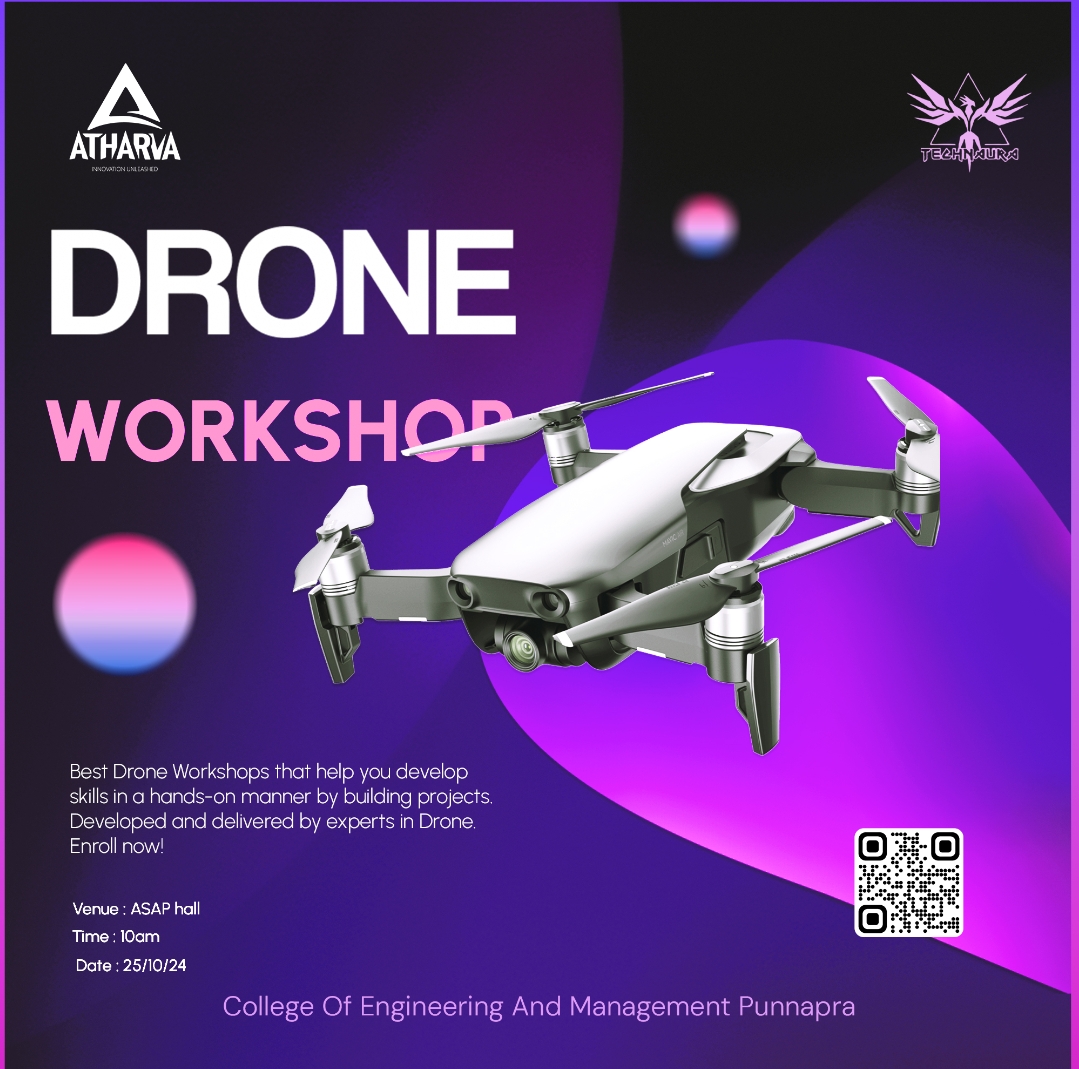 ATHARVA
INNOVATION UNLEASHED
TECHNAURA
DRONE
WORKSHOP
Best Drone Workshops that help you develop
skills in a hands-on manner by building projects.
Developed and delivered by experts in Drone.
Enroll now!
Venue : ASAP hall
Time : 10am
Date : 25/10/24
College Of Engineering And Management Punnapra